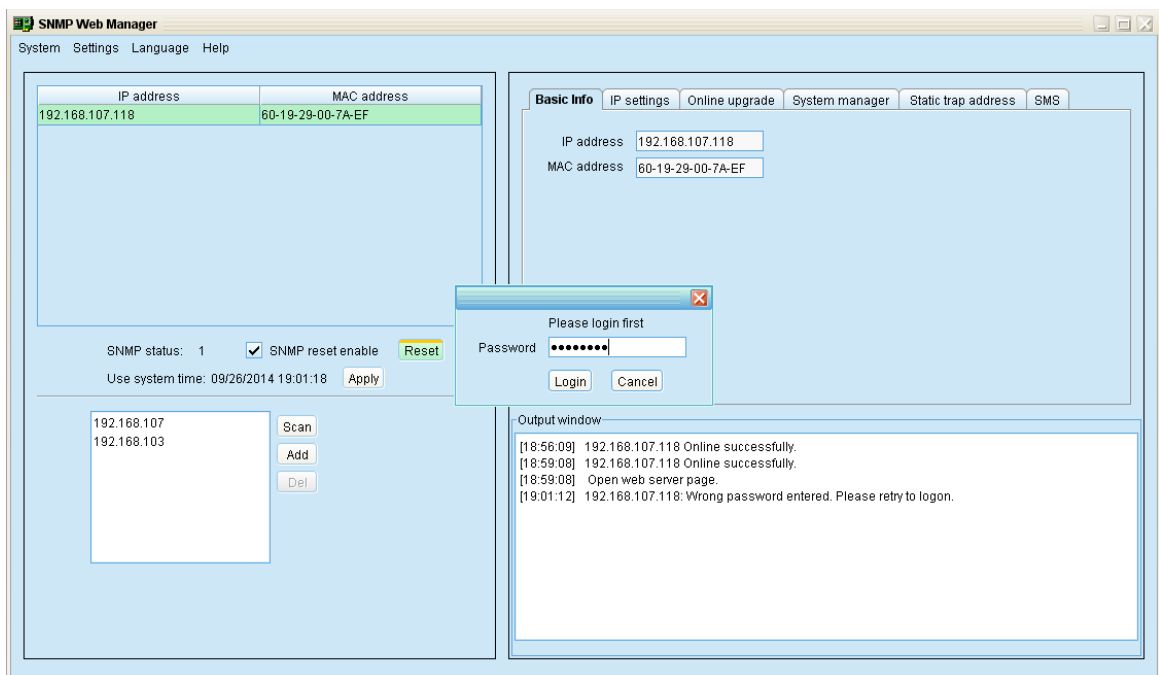 SNMP Web Manager
System Settings Language Help
IP address MAC address
192.168.107.118 60-19-29-00-7A-EF
SNMP status: 1 SNMP reset enable Reset
Use system time: 09/26/2014 19:01:18 Apply
192.168.107
192.168.103
Scan
Add
Del
Basic Info IP settings Online upgrade System manager Static trap address SMS
IP address 192.168.107.118
MAC address 60-19-29-00-7A-EF
Please login first
Password ●●●●●●●●
Login Cancel
Output window
[18:56:09] 192.168.107.118 Online successfully.
[18:59:08] 192.168.107.118 Online successfully.
[18:59:08] Open web server page.
[19:01:12] 192.168.107.118: Wrong password entered. Please retry to logon.